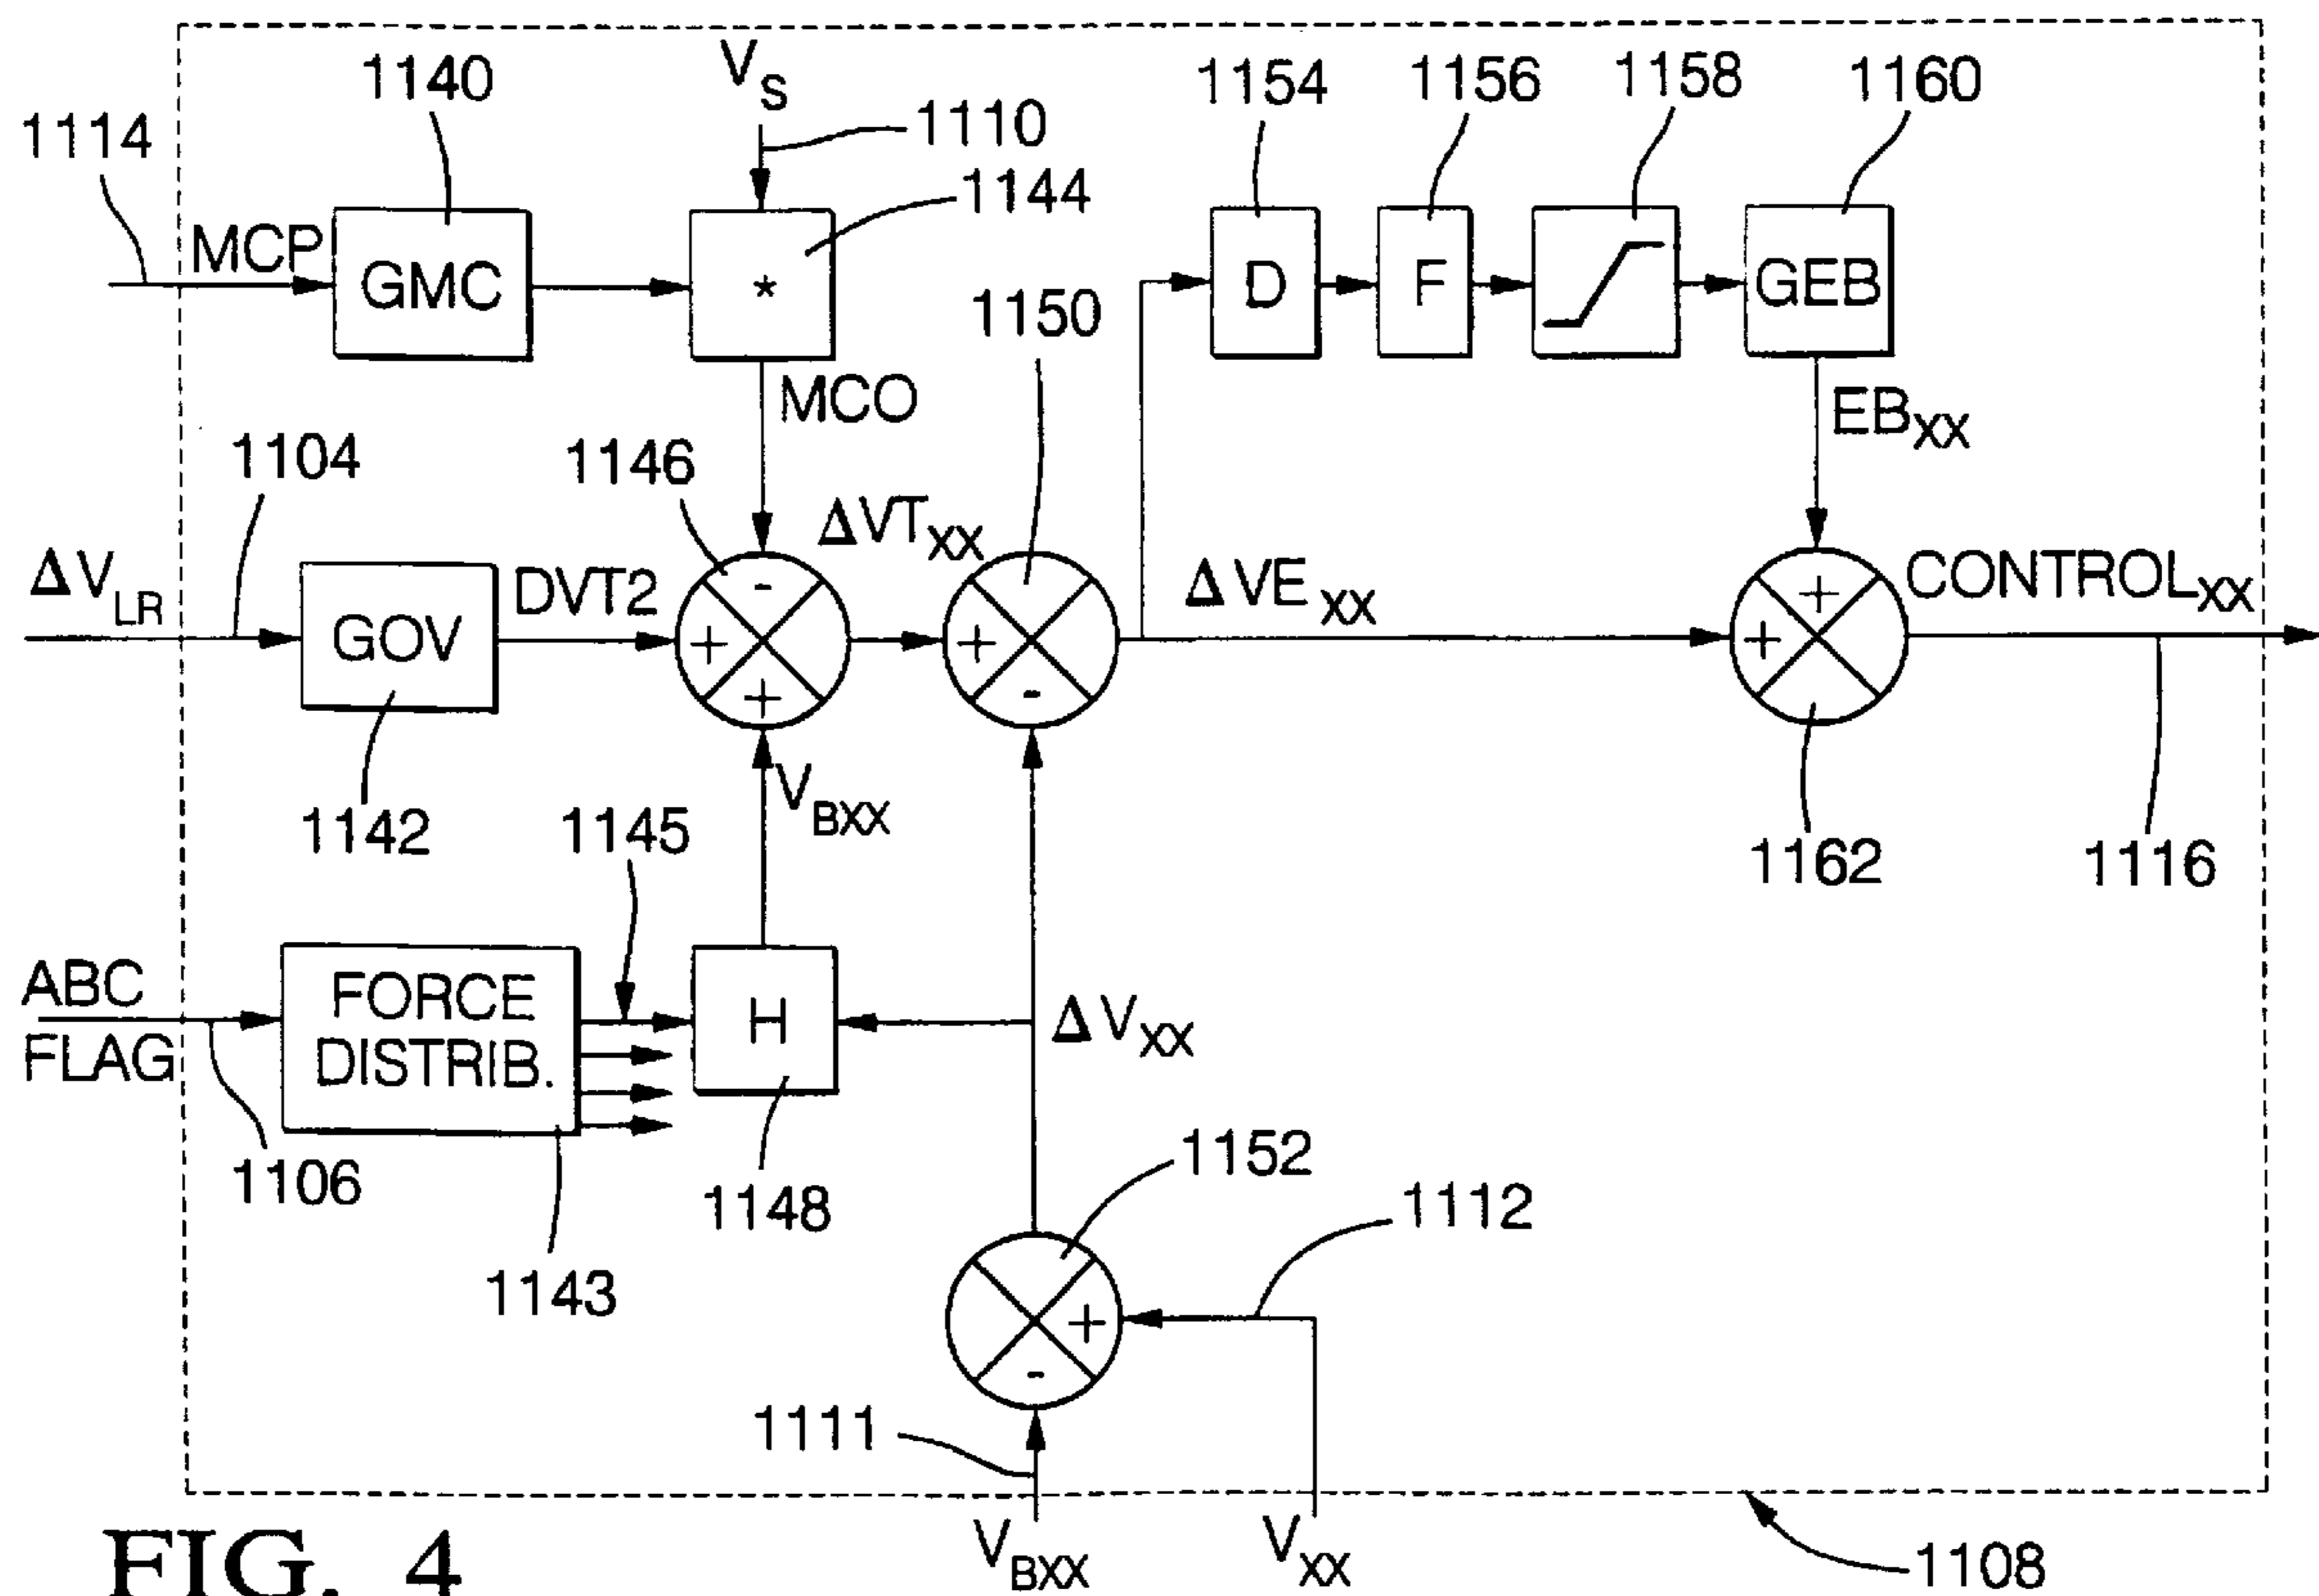 V_S
1140
1154
1156
1158
1160
1114
1110
1144
MCP
GMC
*
1150
D
F
GEB
MCO
EB_XX
1104
1146
ΔVT_XX
ΔV_LR
GOV
DVT2
-
+
+
+
-
ΔVE_XX
+
+
CONTROL_XX
V_BXX
1142
1145
1162
1116
ABC
FLAG
FORCE
DISTRIB.
H
ΔV_XX
1106
1148
1152
1112
1143
+
-
1111
V_BXX
V_XX
1108
FIG. 4